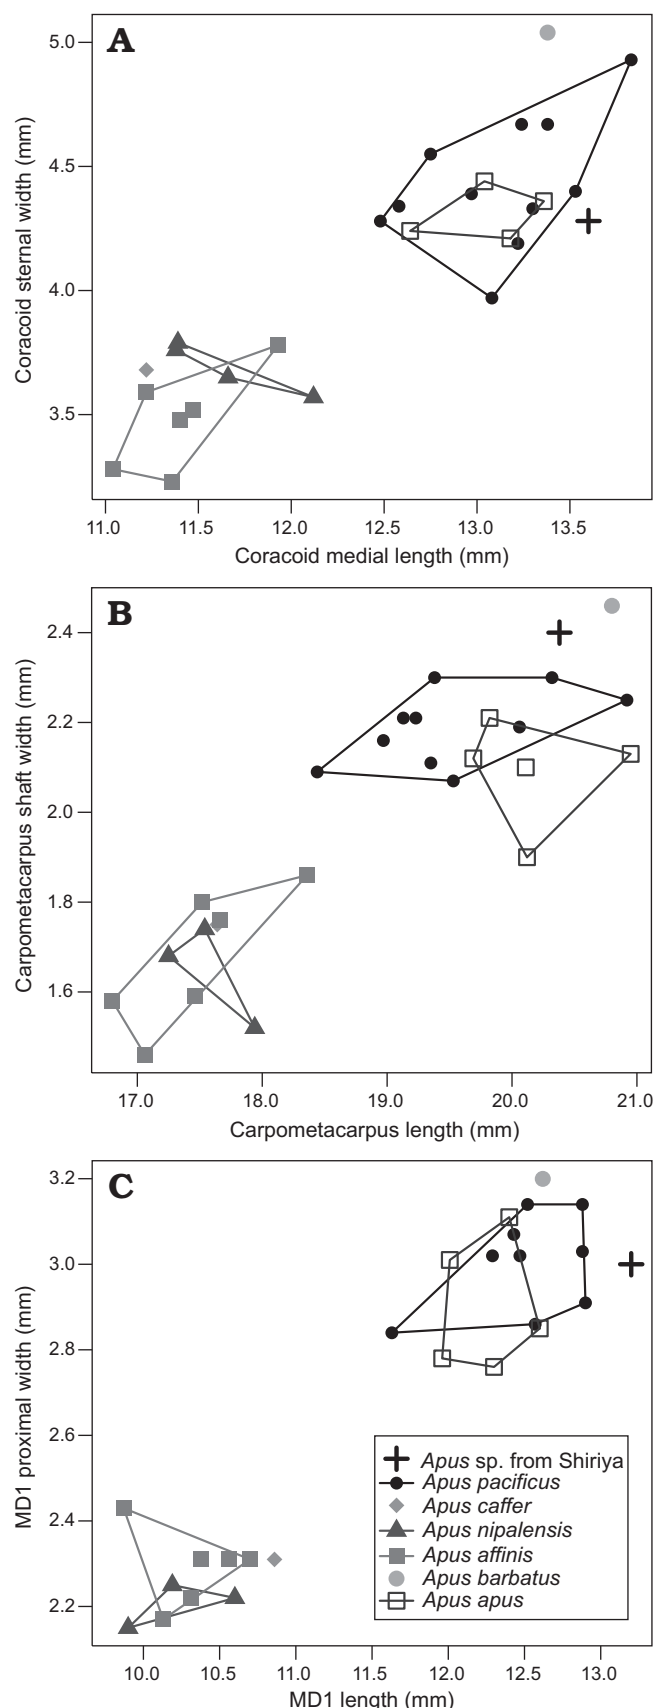 A
5.0
4.5
4.0
3.5
Coracoid sternal width (mm)
11.0 11.5 12.0 12.5 13.0 13.5
Coracoid medial length (mm)
B
2.4
2.2
2.0
1.8
1.6
Carpometacarpus shaft width (mm)
17.0 18.0 19.0 20.0 21.0
Carpometacarpus length (mm)
C
3.2
3.0
2.8
2.6
2.4
2.2
MD1 proximal width (mm)
Apus sp. from Shiriya
Apus pacificus
Apus caffer
Apus nipalensis
Apus affinis
Apus barbatus
Apus apus
10.0 10.5 11.0 11.5 12.0 12.5 13.0
MD1 length (mm)